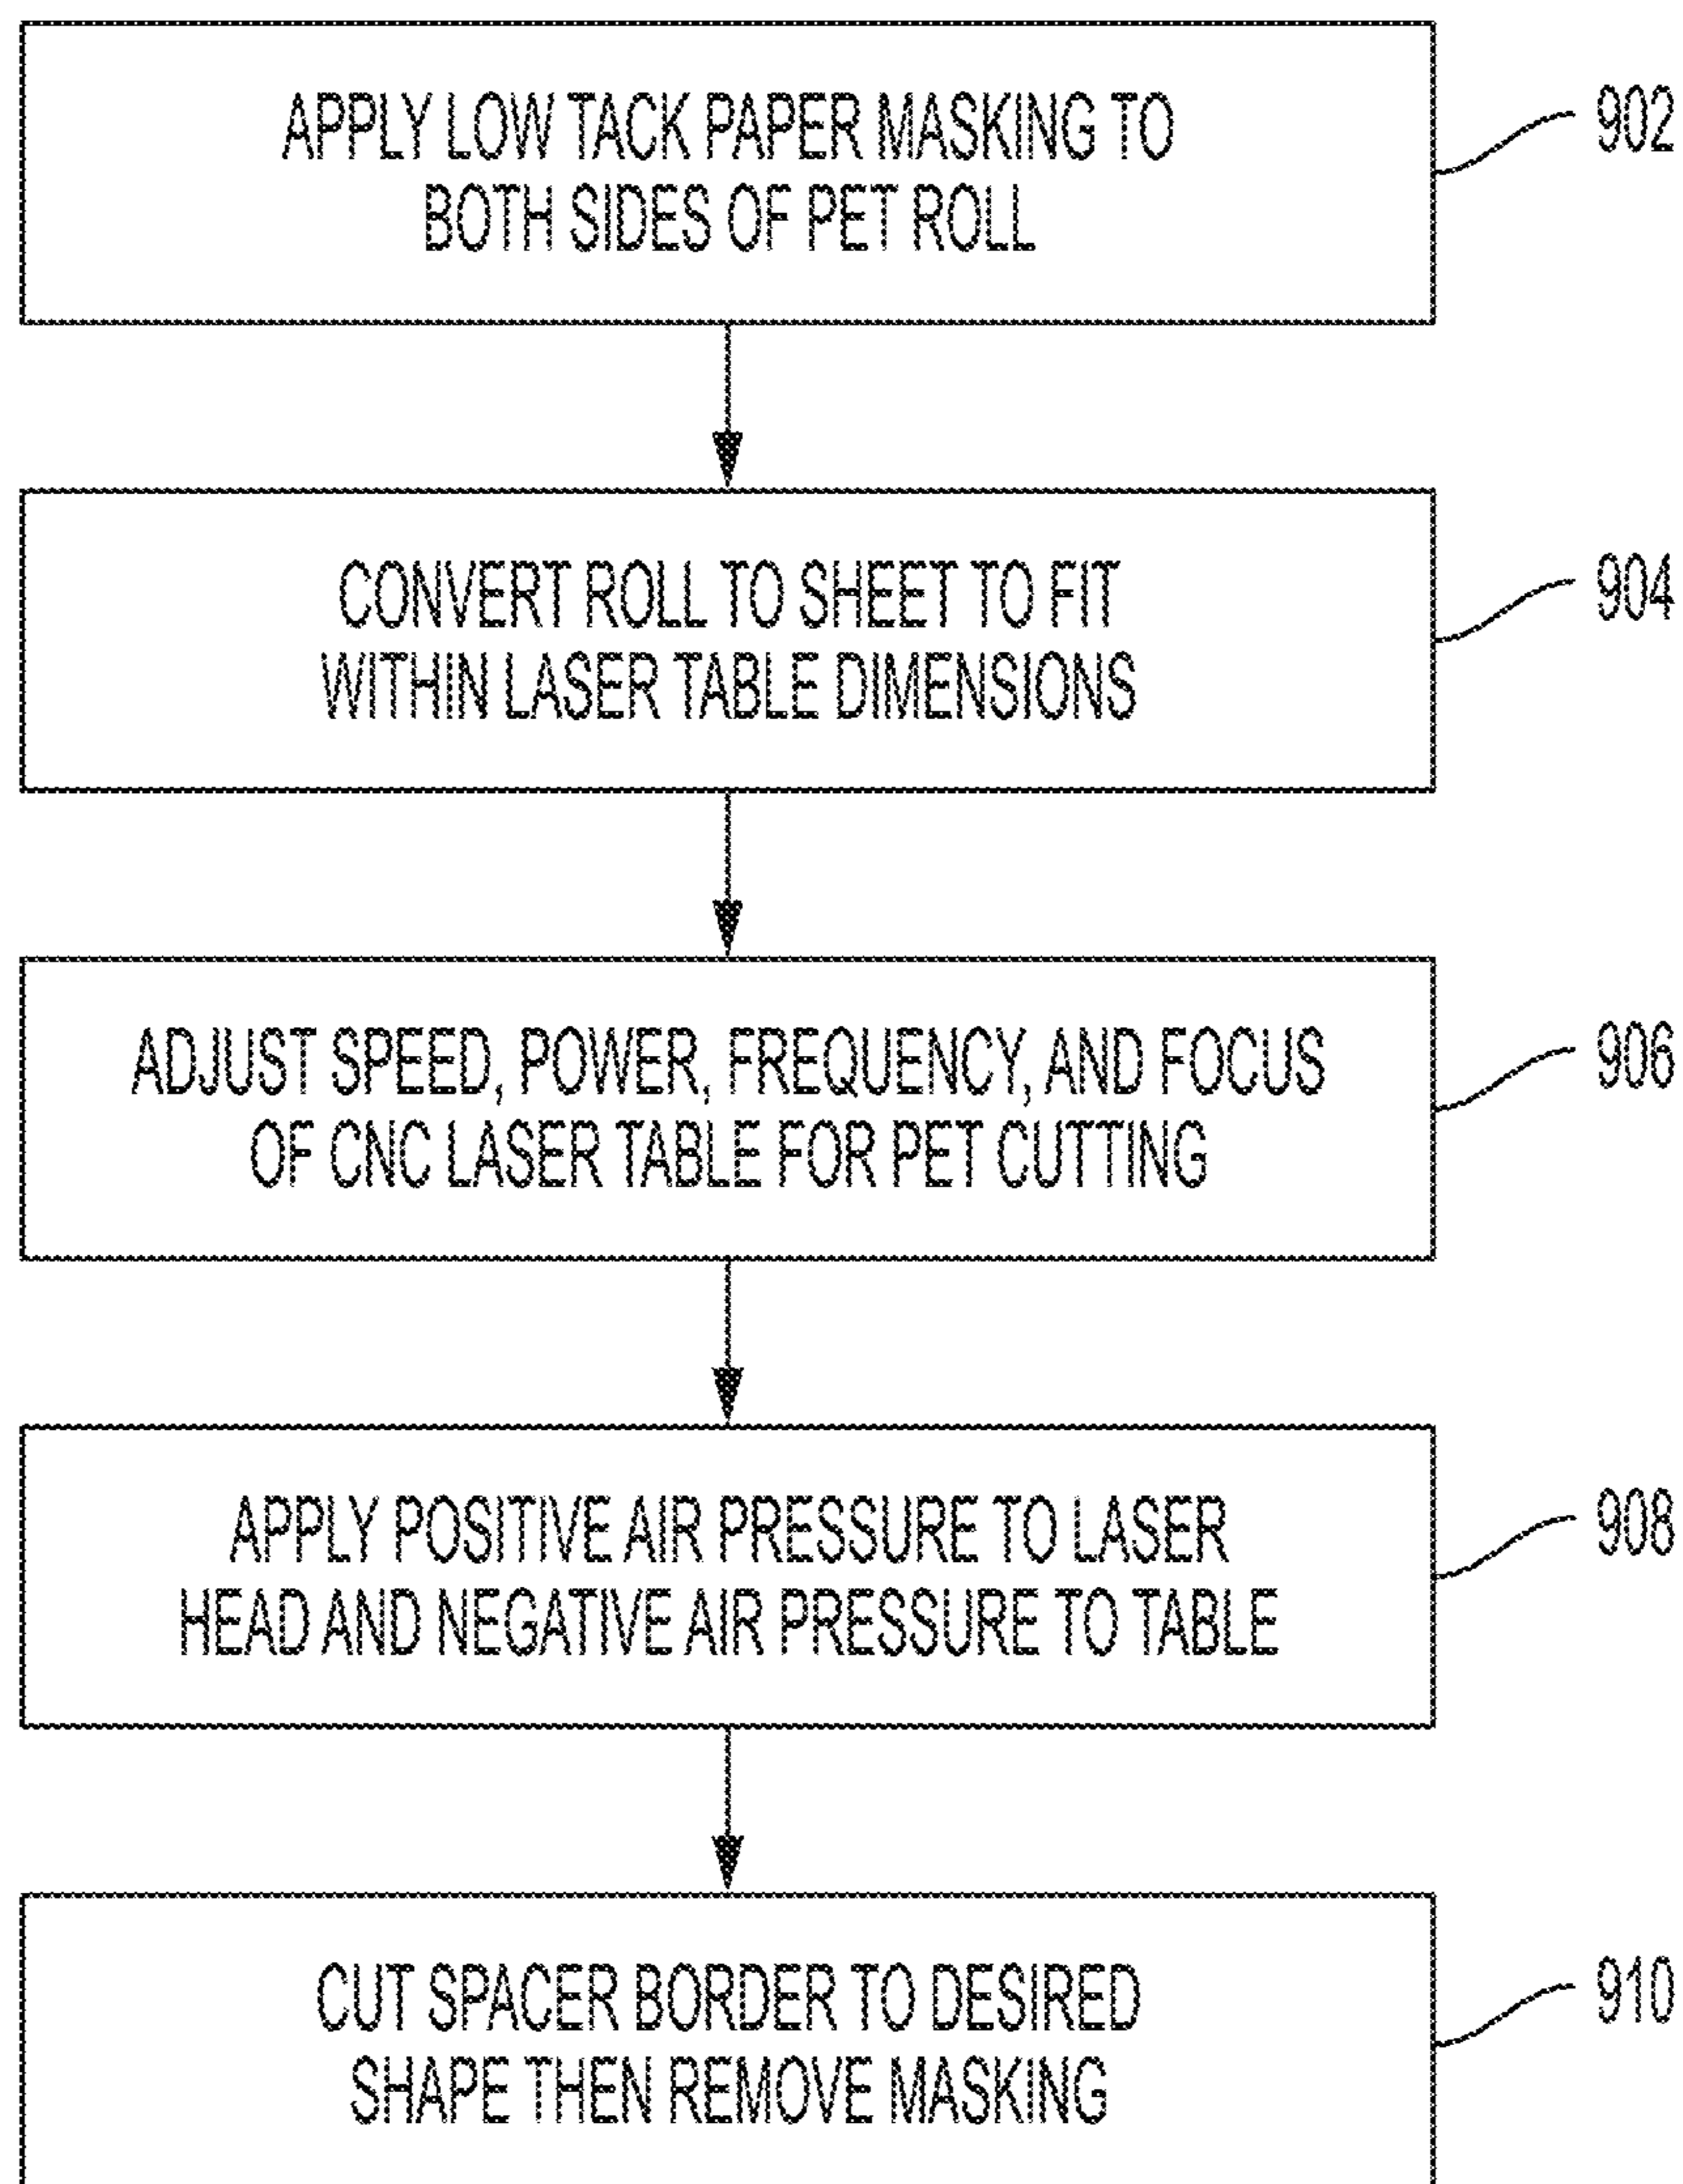 APPLY LOW TACK PAPER MASKING TO
BOTH SIDES OF PET ROLL
902
CONVERT ROLL TO SHEET TO FIT
WITHIN LASER TABLE DIMENSIONS
904
ADJUST SPEED, POWER, FREQUENCY, AND FOCUS
OF CNC LASER TABLE FOR PET CUTTING
906
APPLY POSITIVE AIR PRESSURE TO LASER
HEAD AND NEGATIVE AIR PRESSURE TO TABLE
908
CUT SPACER BORDER TO DESIRED
SHAPE THEN REMOVE MASKING
910